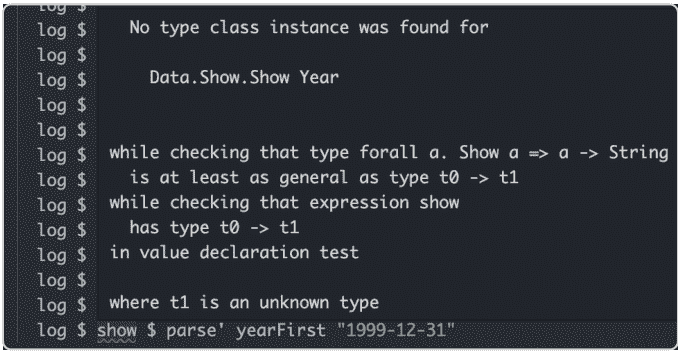 log $
log $ No type class instance was found for
log $
log $ Data.Show.Show Year
log $
log $
log $ while checking that type forall a. Show a => a -> String
log $ is at least as general as type t0 -> t1
log $ while checking that expression show
log $ has type t0 -> t1
log $ in value declaration test
log $
log $ where t1 is an unknown type
log $ show $ parse' yearFirst "1999-12-31"